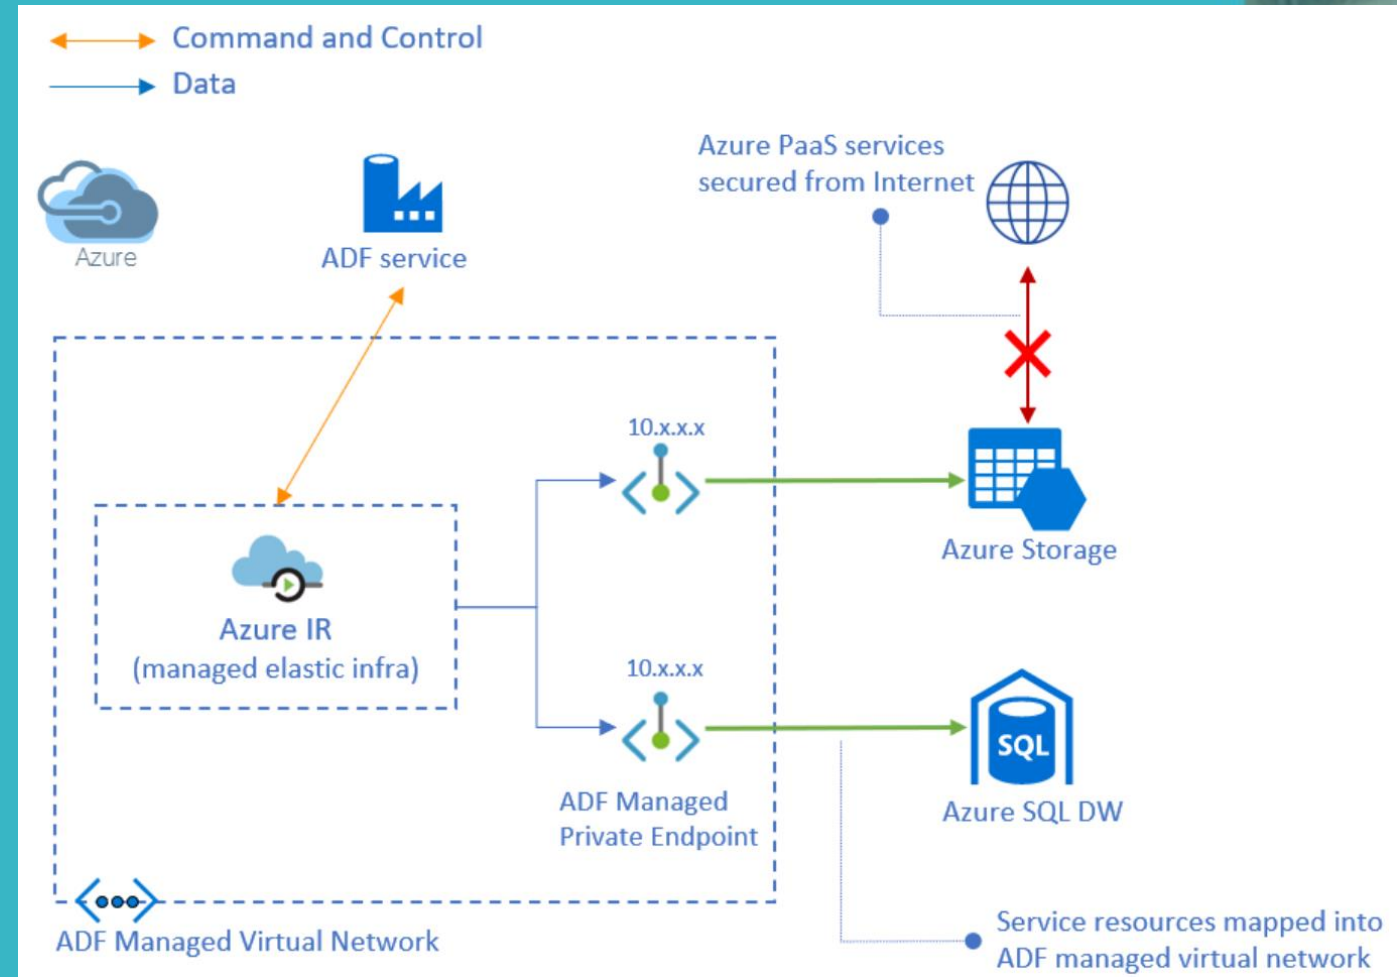 Command and Control
Data
Azure PaaS services
secured from Internet
Azure
ADF service
10.x.x.x
Azure Storage
Azure IR
(managed elastic infra)
10.x.x.x
SQL
ADF Managed
Private Endpoint
Azure SQL DW
ADF Managed Virtual Network
Service resources mapped into
ADF managed virtual network